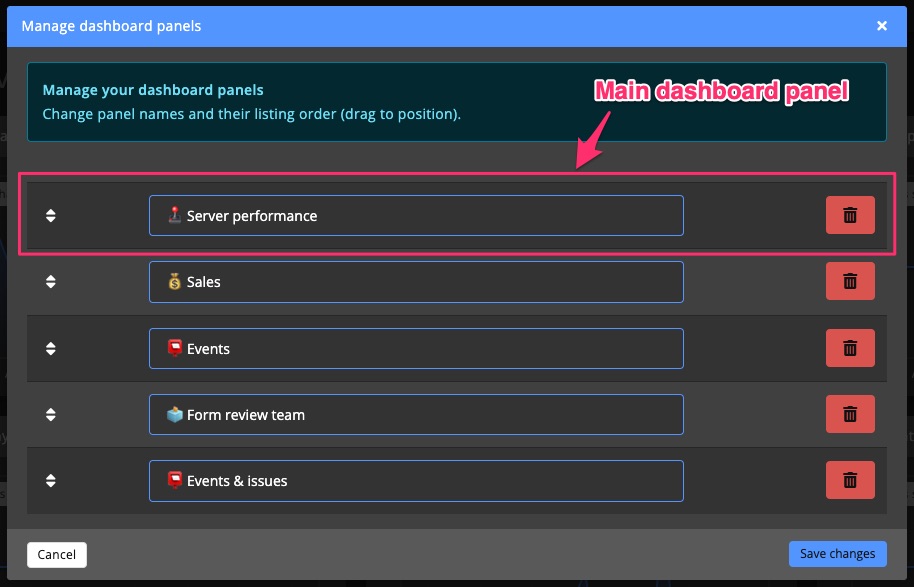 Manage dashboard panels
Manage your dashboard panels
Change panel names and their listing order (drag to position).
Main dashboard panel
Server performance
Sales
Events
Form review team
Events & issues
Cancel
Save changes